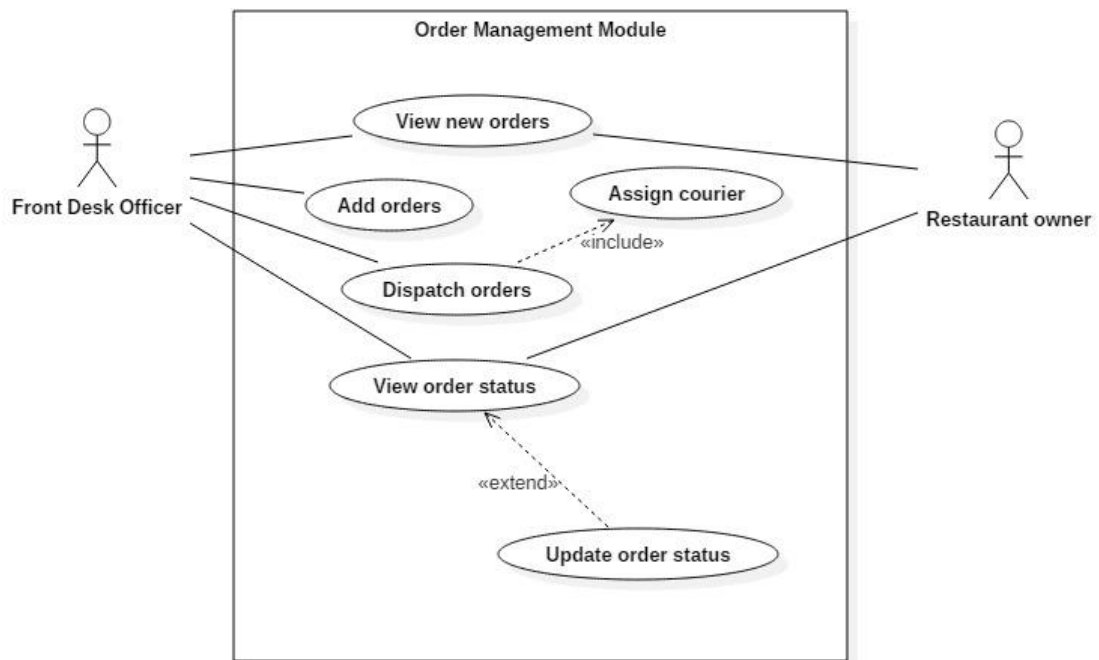 Order Management Module
View new orders
Assign courier
Front Desk Officer
Add orders
Restaurant owner
«include»
Dispatch orders
View order status
«extend»
Update order status